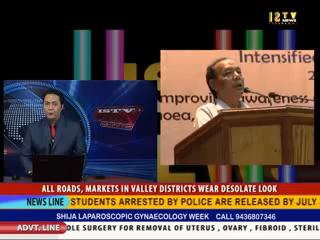 ISTV NEWS
Intensified
ISTV
ALL ROADS, MARKETS IN VALLEY DISTRICTS WEAR DESOLATE LOOK
NEWS LINE
STUDENTS ARRESTED BY POLICE ARE RELEASED BY JULY
SHIJA LAPAROSCOPIC GYNAECOLOGY WEEK CALL 9436807346
ADVT. LINE
OLE SURGERY FOR REMOVAL OF UTERUS , OVARY , FIBROID , STERIL